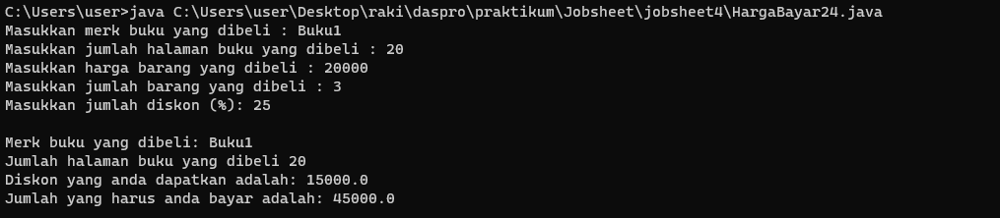 C:\Users\user>java C:\Users\user\Desktop\raki\daspro\praktikum\Jobsheet\jobsheet4\HargaBayar24.java
Masukkan merk buku yang dibeli : Buku1
Masukkan jumlah halaman buku yang dibeli : 20
Masukkan harga barang yang dibeli : 20000
Masukkan jumlah barang yang dibeli : 3
Masukkan jumlah diskon (%): 25
Merk buku yang dibeli: Buku1
Jumlah halaman buku yang dibeli 20
Diskon yang anda dapatkan adalah: 15000.0
Jumlah yang harus anda bayar adalah: 45000.0